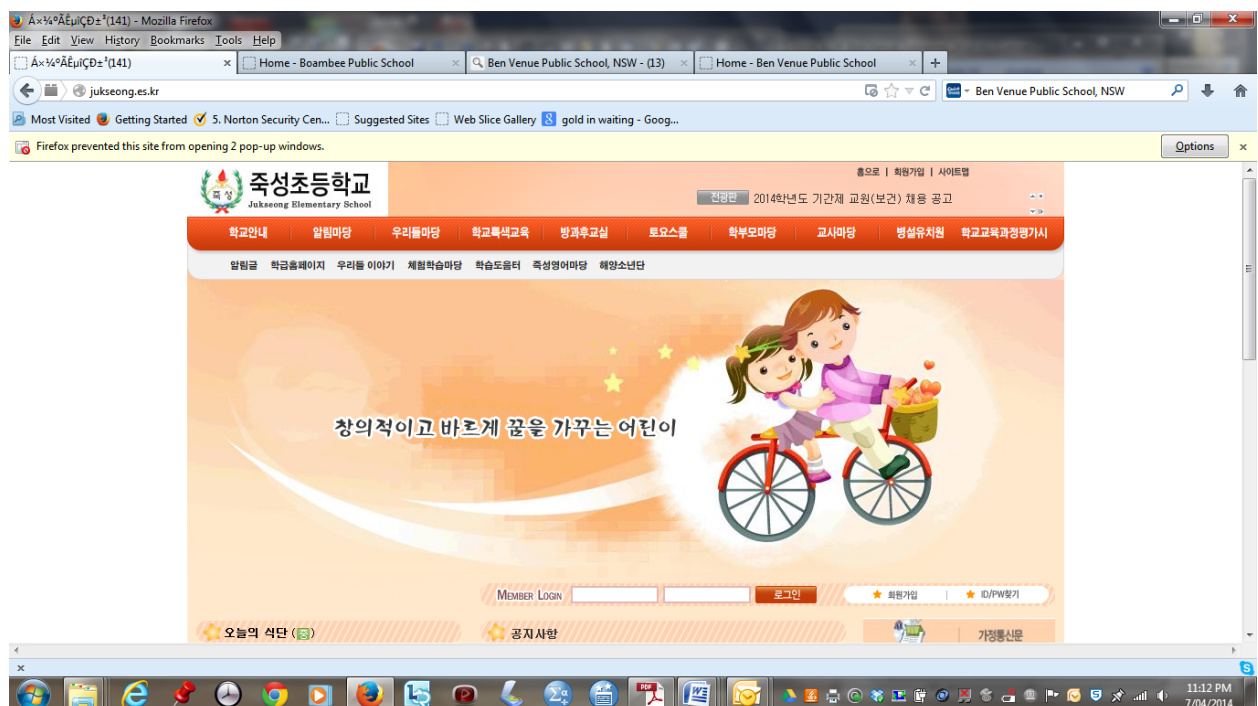 Á×¼ºÃÊµîÇÐ±³(141) - Mozilla Firefox
File Edit View History Bookmarks Tools Help
Á×¼ºÃÊµîÇÐ±³(141) × Home - Boambee Public School × Ben Venue Public School, NSW - (13) × Home - Ben Venue Public School × +
jukseong.es.kr Ben Venue Public School, NSW
Most Visited Getting Started 5. Norton Security Cen... Suggested Sites Web Slice Gallery gold in waiting - Goog...
Firefox prevented this site from opening 2 pop-up windows. Options ×
홈으로 | 회원가입 | 사이트맵
죽성 죽성초등학교
Jukseong Elementary School
전광판 2014학년도 기간제 교원(보건) 채용 공고
학교안내 알림마당 우리들마당 학교특색교육 방과후교실 토요스쿨 학부모마당 교사마당 병설유치원 학교교육과정평가시
알림글 학급홈페이지 우리들 이야기 체험학습마당 학습도움터 죽성영어마당 해양소년단
창의적이고 바르게 꿈을 가꾸는 어린이
MEMBER LOGIN 로그인 회원가입 | ID/PW찾기
오늘의 식단 (중) 공지사항 가정통신문
×
PDF W
11:12 PM
7/04/2014